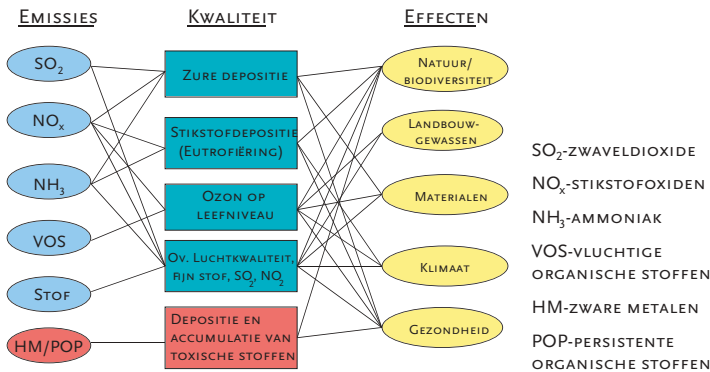 Emissies
Kwaliteit
Effecten
SO2
NOx
NH3
VOS
Stof
HM/POP
Zure depositie
Stikstofdepositie
(Eutrofiëring)
Ozon op
leefniveau
Ov. Luchtkwaliteit,
fijn stof, SO2, NO2
Depositie en
accumulatie van
toxische stoffen
Natuur/
biodiversiteit
Landbouw-
gewassen
Materialen
Klimaat
Gezondheid
SO2-zwaveldioxide
NOx-stikstofoxiden
NH3-ammoniak
VOS-vluchtige
organische stoffen
HM-zware metalen
POP-persistente
organische stoffen